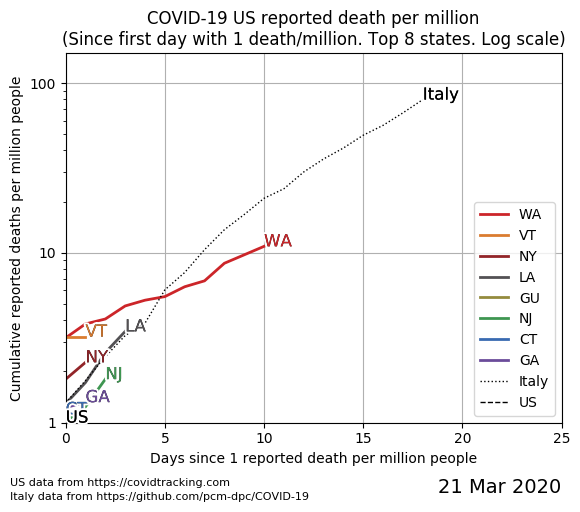 COVID-19 US reported death per million
(Since first day with 1 death/million. Top 8 states. Log scale)
Cumulative reported deaths per million people
100
10
1
Italy
WA
VT
LA
NY
NJ
GA
CT
US
WA
VT
NY
LA
GU
NJ
CT
GA
Italy
US
0 5 10 15 20 25
Days since 1 reported death per million people
US data from https://covidtracking.com
Italy data from https://github.com/pcm-dpc/COVID-19
21 Mar 2020